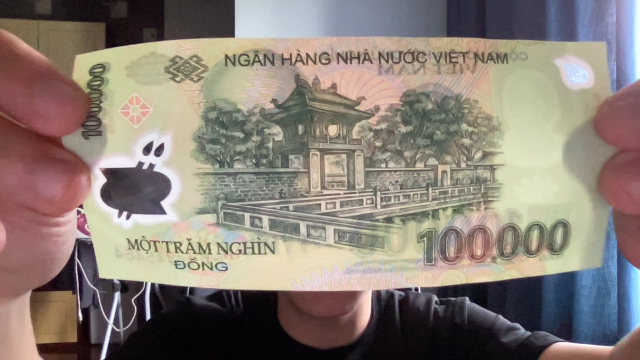 NGÂN HÀNG NHÀ NƯỚC VIỆT NAM
100000
MỘT TRĂM NGHÌN
ĐỒNG
100.000